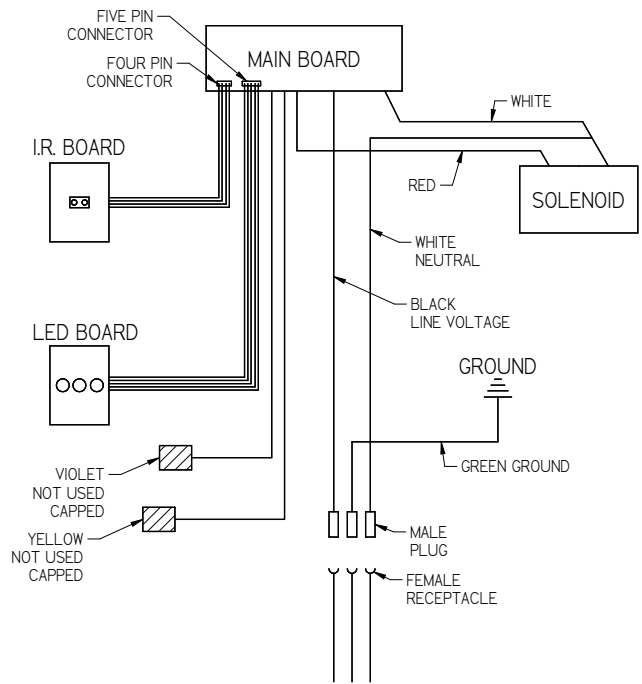 FIVE PIN
CONNECTOR
MAIN BOARD
FOUR PIN
CONNECTOR
WHITE
I.R. BOARD
RED
SOLENOID
WHITE
NEUTRAL
BLACK
LINE VOLTAGE
LED BOARD
GROUND
GREEN GROUND
VIOLET
NOT USED
CAPPED
YELLOW
NOT USED
CAPPED
MALE
PLUG
FEMALE
RECEPTACLE